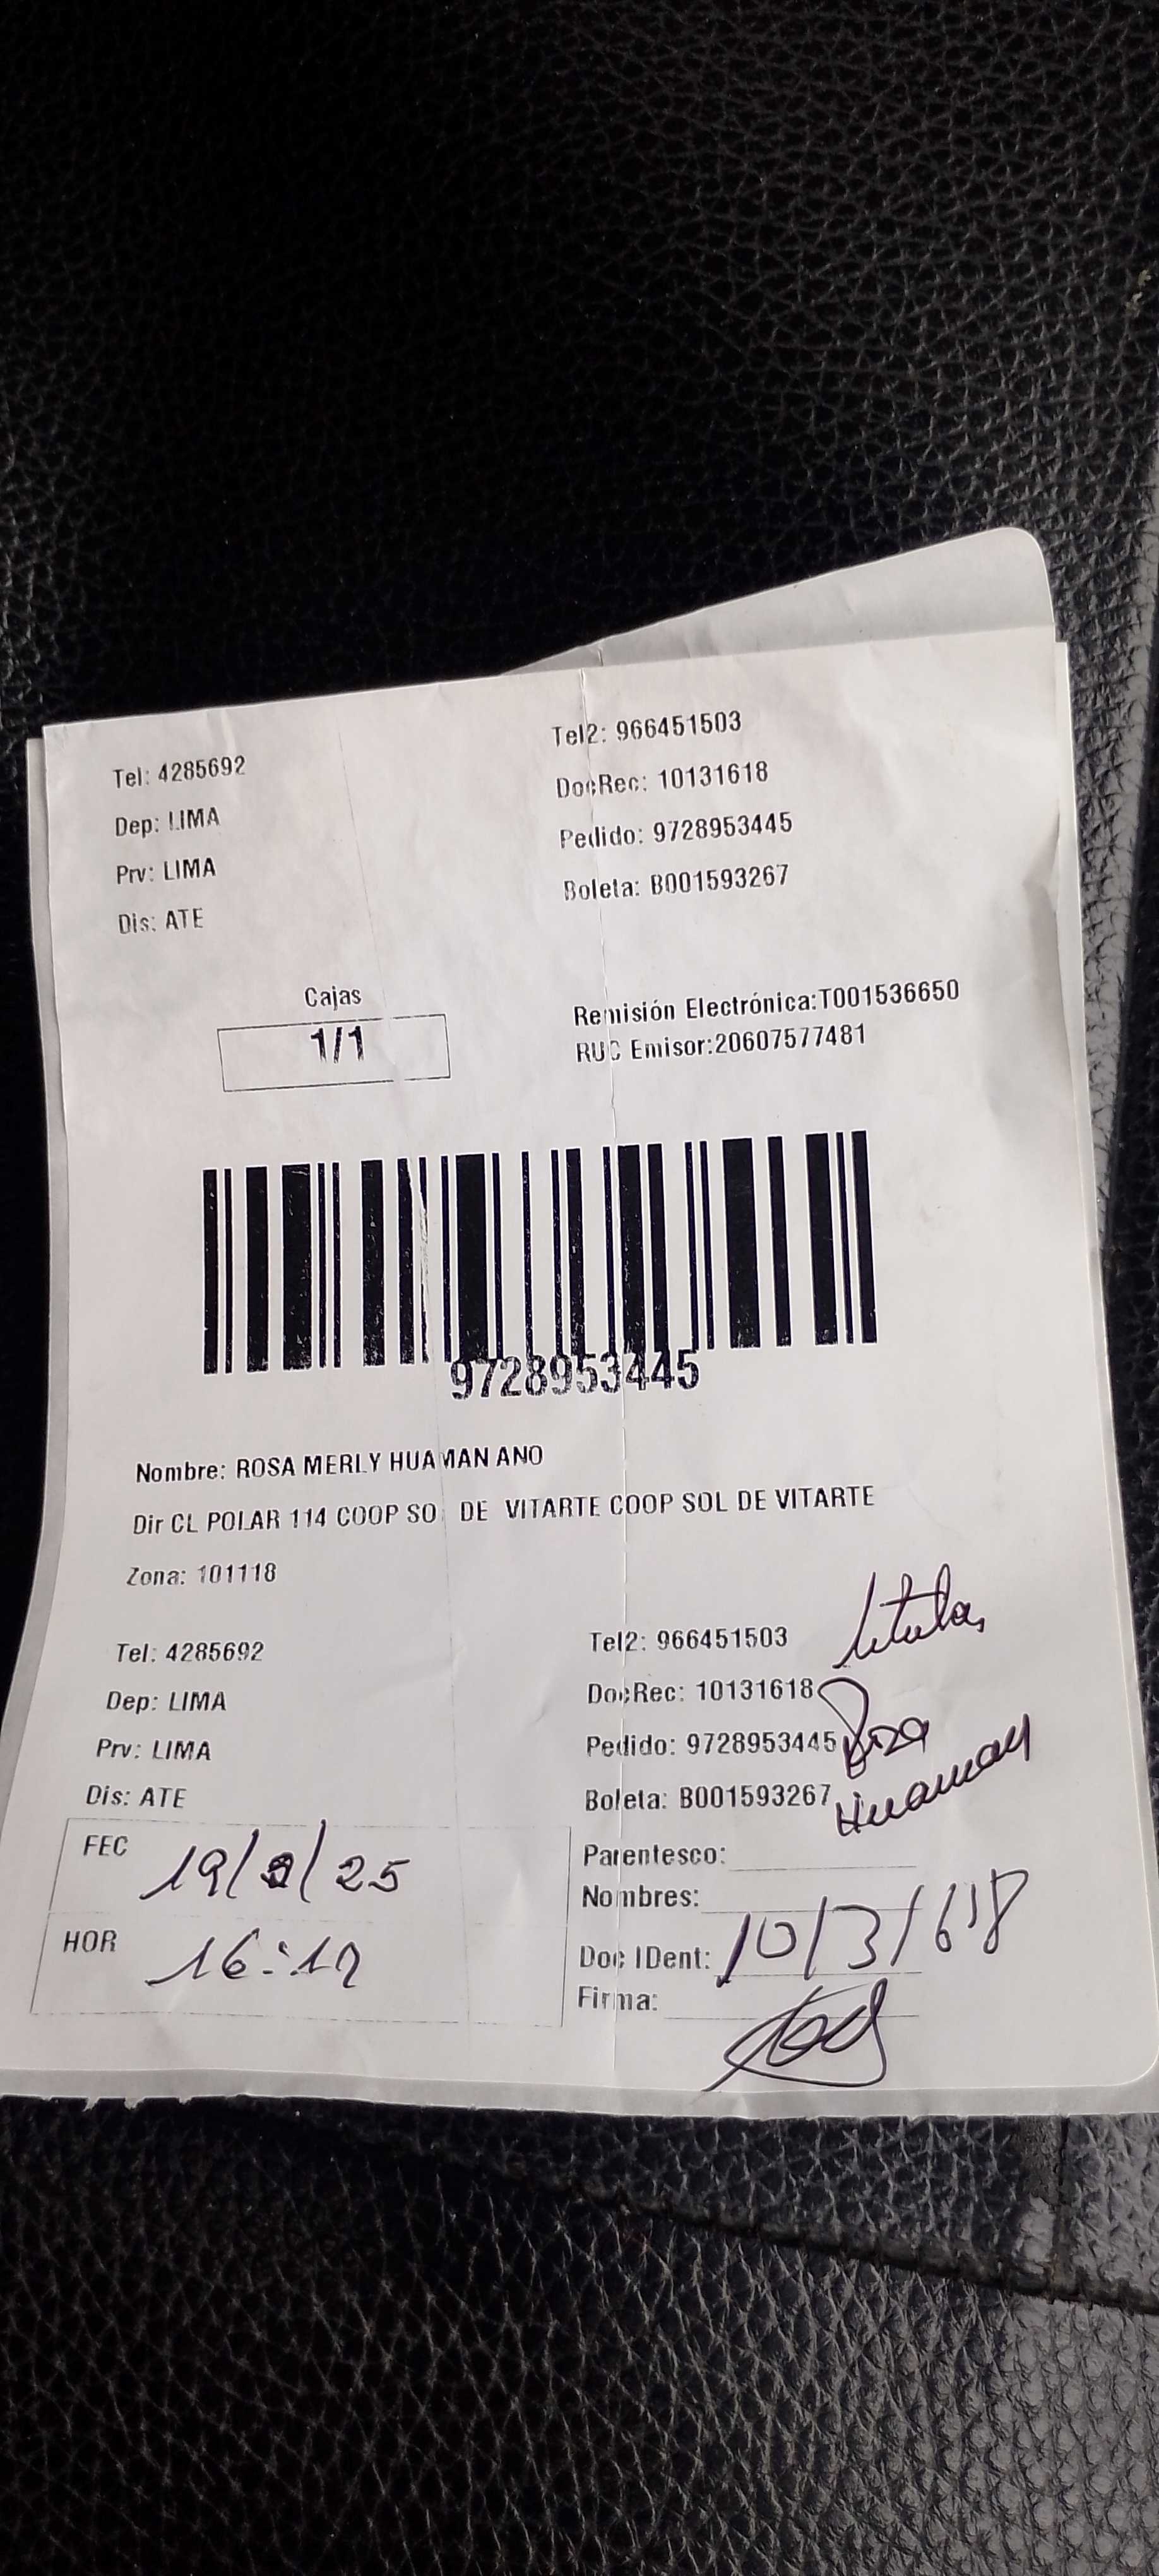 Tel: 4285692
Tel2: 966451503
Dep: LIMA
DocRec: 10131618
Prv: LIMA
Pedido: 9728953445
Dis: ATE
Boleta: B001593267
Cajas
1/1
Remisión Electrónica:T001536650
RUC Emisor:20607577481
9728953445
Nombre: ROSA MERLY HUAMAN ANO
Dir CL POLAR 114 COOP SO DE VITARTE COOP SOL DE VITARTE
Zona: 101118
titular
Tel: 4285692
Tel2: 966451503
Dep: LIMA
DocRec: 10131618
Prv: LIMA
Pedido: 9728953445
Rosa
Dis: ATE
Boleta: B001593267
Huaman
FEC
Parentesco:
Nombres:
HOR
Doc IDent: 10131618
Firma: